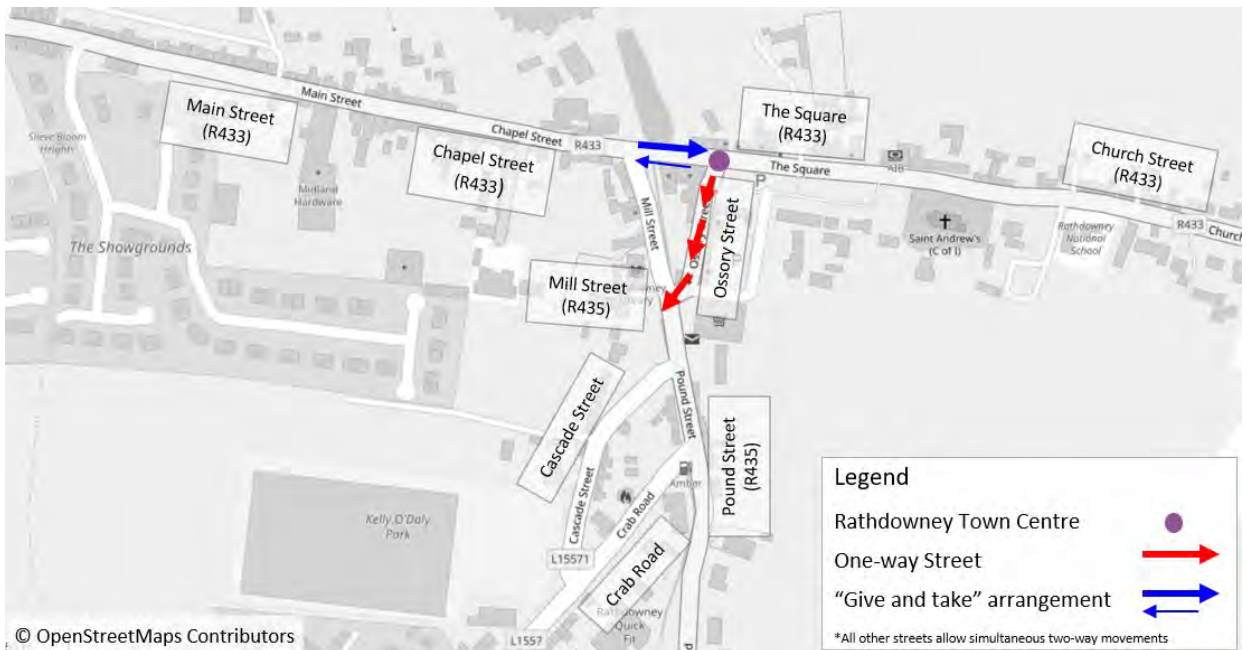 Main Street
(R433)
Main Street
Slieve Bloom
Heights
Chapel Street
R433
Chapel Street
(R433)
The Square
(R433)
The Square
AIB
P
Church Street
(R433)
R433
Church
Saint Andrew's
(C of I)
Rathdowney
National
School
Midland
Hardware
The Showgrounds
Mill Street
Mill Street
(R435)
Ossory Street
Cascade Street
Cascade Street
Pound Street
Pound Street
(R435)
Kelly O'Daly
Park
Amber
Crab Road
Crab Road
L15571
L1557
Rathdowney
Quick
Fit
Legend
Rathdowney Town Centre
One-way Street
“Give and take” arrangement
*All other streets allow simultaneous two-way movements
© OpenStreetMaps Contributors